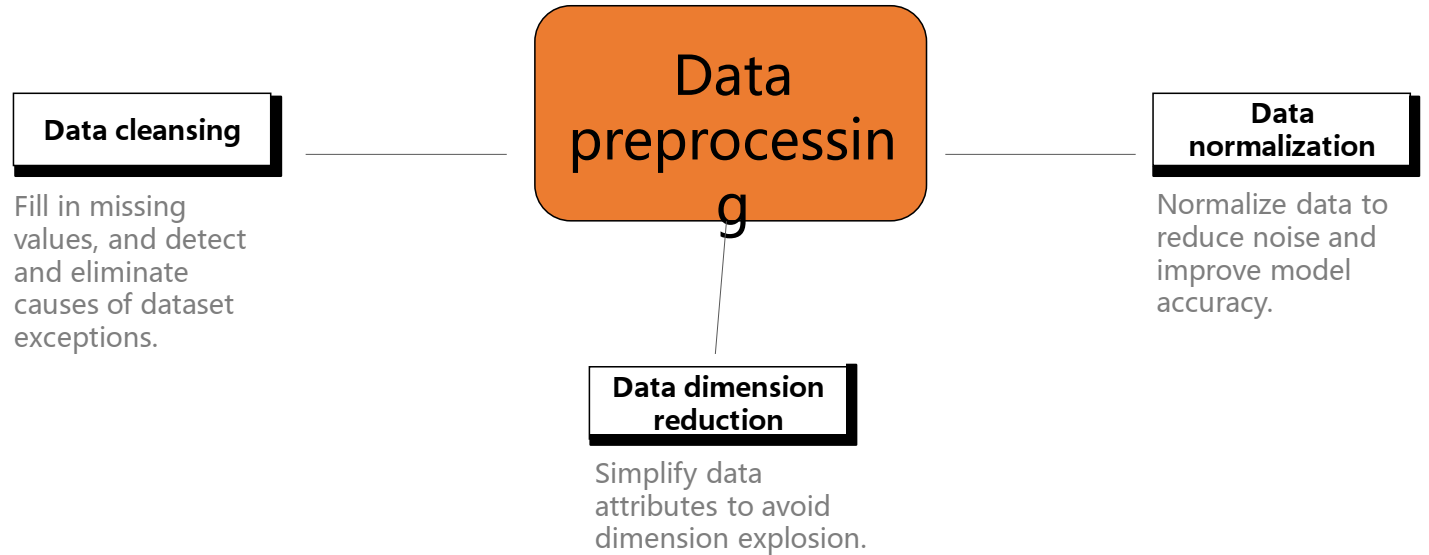 Data
preprocessin
g
Data cleansing
Fill in missing
values, and detect
and eliminate
causes of dataset
exceptions.
Data
normalization
Normalize data to
reduce noise and
improve model
accuracy.
Data dimension
reduction
Simplify data
attributes to avoid
dimension explosion.